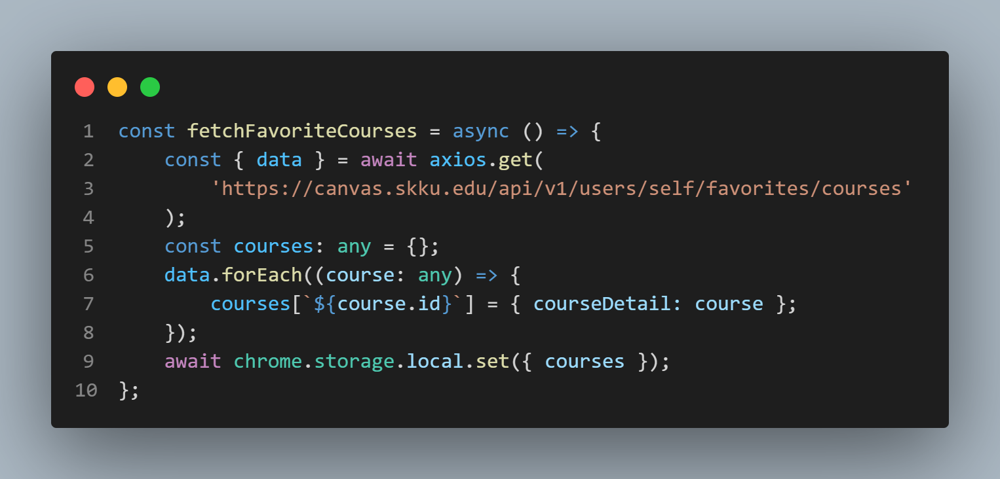 1 const fetchFavoriteCourses = async () => {
2     const { data } = await axios.get(
3         'https://canvas.skku.edu/api/v1/users/self/favorites/courses'
4     );
5     const courses: any = {};
6     data.forEach((course: any) => {
7         courses[`${course.id}`] = { courseDetail: course };
8     });
9     await chrome.storage.local.set({ courses });
10 };